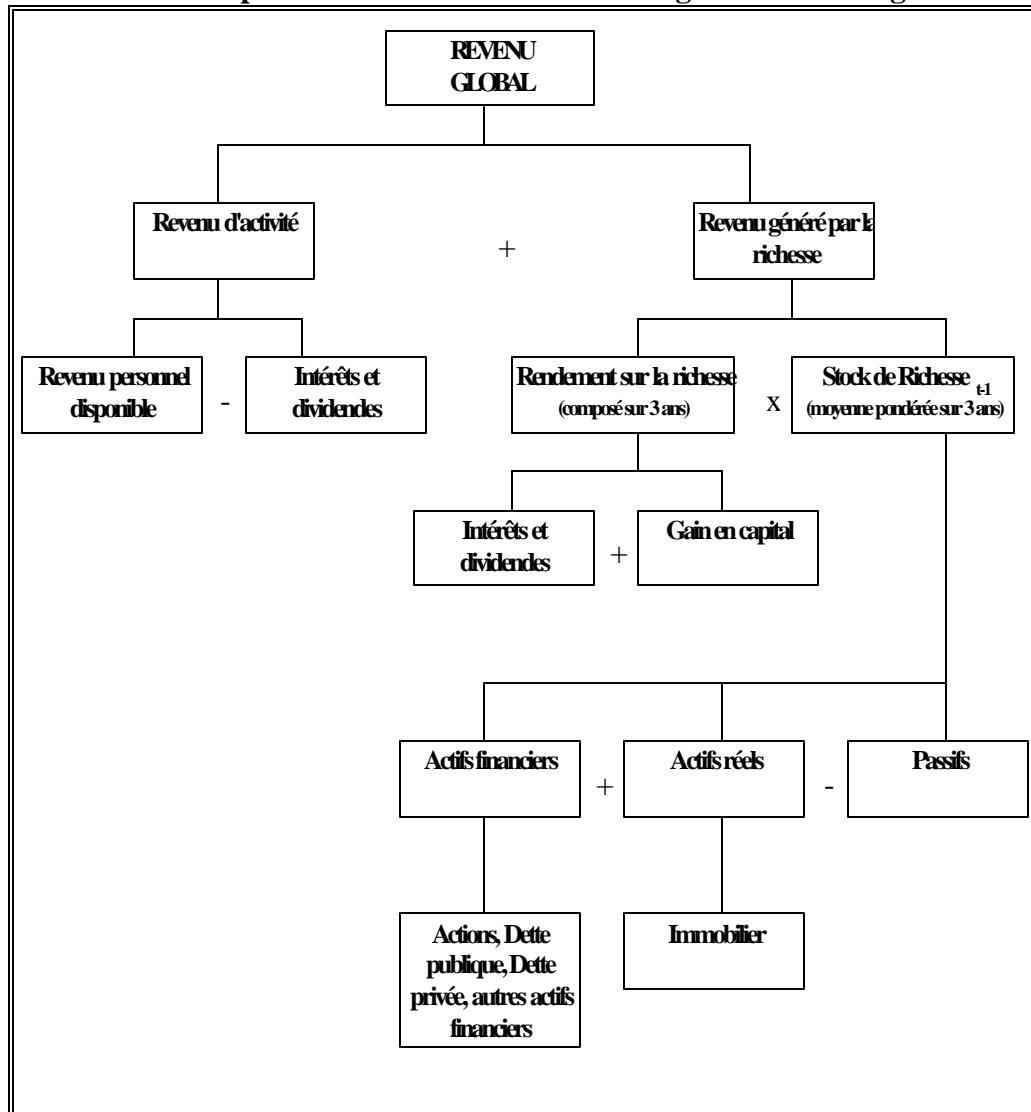 REVENU
GLOBAL
Revenu d'activité
+
Revenu généré par la
richesse
Revenu personnel
disponible
-
Intérêts et
dividendes
Rendement sur la richesse
(composé sur 3 ans)
x
Stock de Richesse t-1
(moyenne pondérée sur 3 ans)
Intérêts et
dividendes
+
Gain en capital
Actifs financiers
+
Actifs réels
-
Passifs
Actions, Dette
publique, Dette
privée, autres actifs
financiers
Immobilier